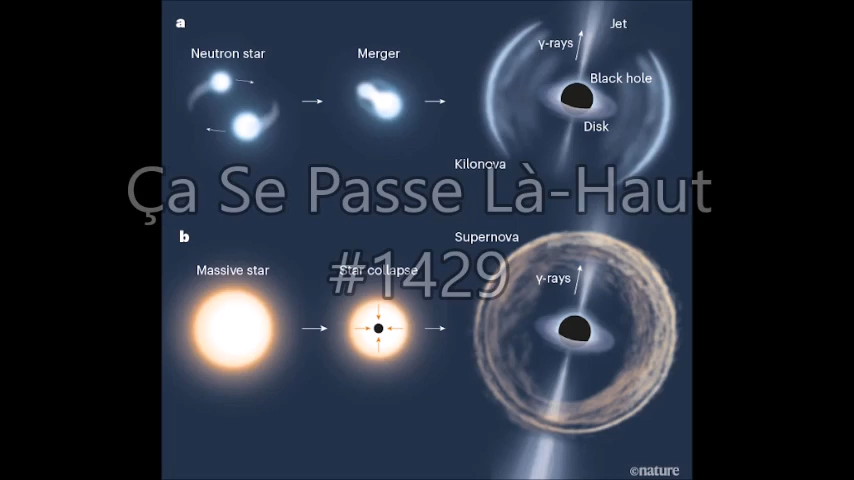 a
Jet
γ-rays
Neutron star
Merger
Black hole
Disk
Kilonova
Ça Se Passe Là-Haut
b
Supernova
#1429
Massive star
Star collapse
γ-rays
©nature